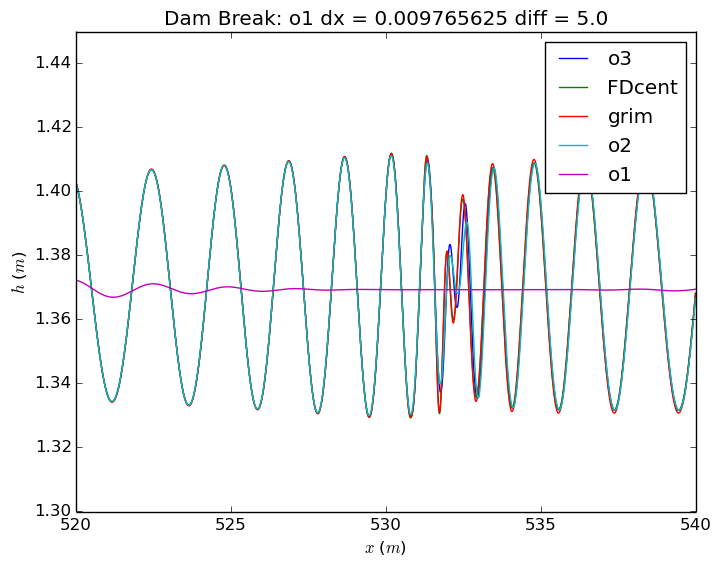 Dam Break: o1 dx = 0.009765625 diff = 5.0
1.44
1.42
1.40
1.38
1.36
1.34
1.32
1.30
h (m)
o3
FDcent
grim
o2
o1
520
525
530
535
540
x (m)